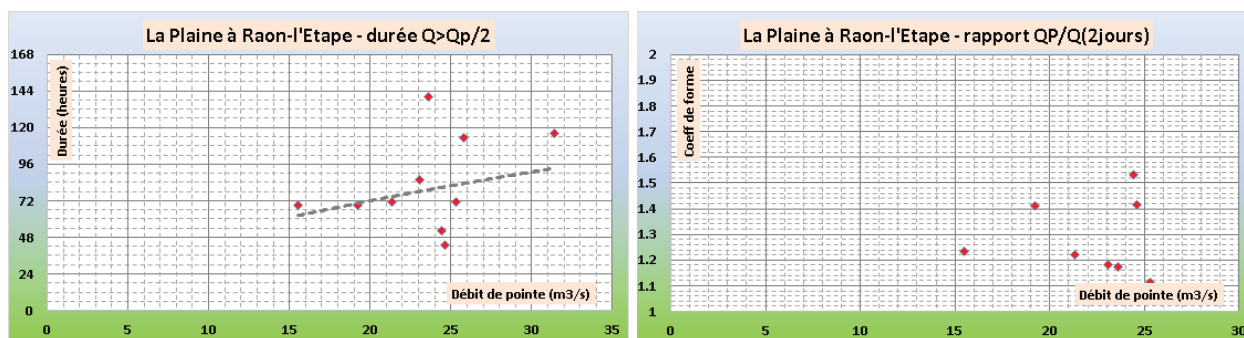 La Plaine à Raon-l'Etape - durée Q>Qp/2
168
144
120
96
72
48
24
0
Durée (heures)
Débit de pointe (m3/s)
0 5 10 15 20 25 30 35
La Plaine à Raon-l'Etape - rapport QP/Q(2jours)
2
1.9
1.8
1.7
1.6
1.5
1.4
1.3
1.2
1.1
1
Coeff de forme
Débit de pointe (m3/s)
0 5 10 15 20 25 30